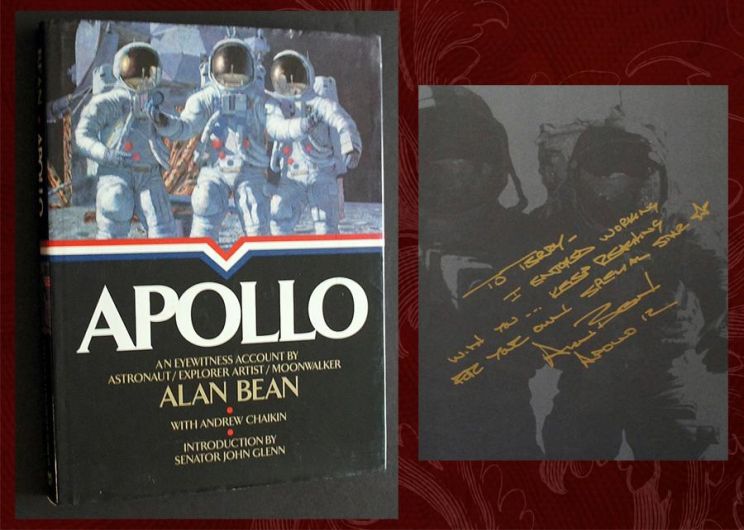 APOLLO
AN EYEWITNESS ACCOUNT BY
ASTRONAUT/EXPLORER ARTIST/MOONWALKER
ALAN BEAN
WITH ANDREW CHAIKIN
INTRODUCTION BY
SENATOR JOHN GLENN
TO TERRY –
I ENJOYED WORKING
WITH YOU ... KEEP REACHING
FOR YOUR OWN SPECIAL STAR
Alan Bean
APOLLO 12